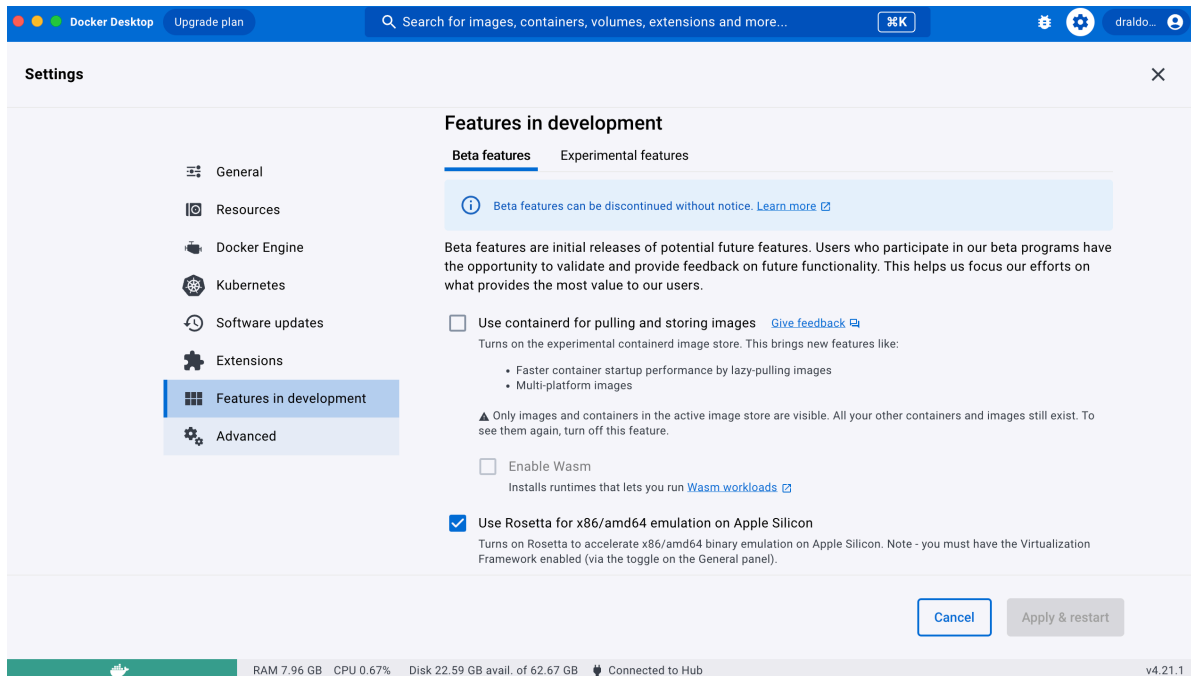 Docker Desktop
Upgrade plan
Search for images, containers, volumes, extensions and more...
⌘K
draldo...
Settings
General
Resources
Docker Engine
Kubernetes
Software updates
Extensions
Features in development
Advanced
Features in development
Beta features
Experimental features
Beta features can be discontinued without notice. Learn more
Beta features are initial releases of potential future features. Users who participate in our beta programs have
the opportunity to validate and provide feedback on future functionality. This helps us focus our efforts on
what provides the most value to our users.
Use containerd for pulling and storing images Give feedback
Turns on the experimental containerd image store. This brings new features like:
• Faster container startup performance by lazy-pulling images
• Multi-platform images
Only images and containers in the active image store are visible. All your other containers and images still exist. To
see them again, turn off this feature.
Enable Wasm
Installs runtimes that lets you run Wasm workloads
Use Rosetta for x86/amd64 emulation on Apple Silicon
Turns on Rosetta to accelerate x86/amd64 binary emulation on Apple Silicon. Note - you must have the Virtualization
Framework enabled (via the toggle on the General panel).
Cancel
Apply & restart
RAM 7.96 GB CPU 0.67% Disk 22.59 GB avail. of 62.67 GB Connected to Hub
v4.21.1